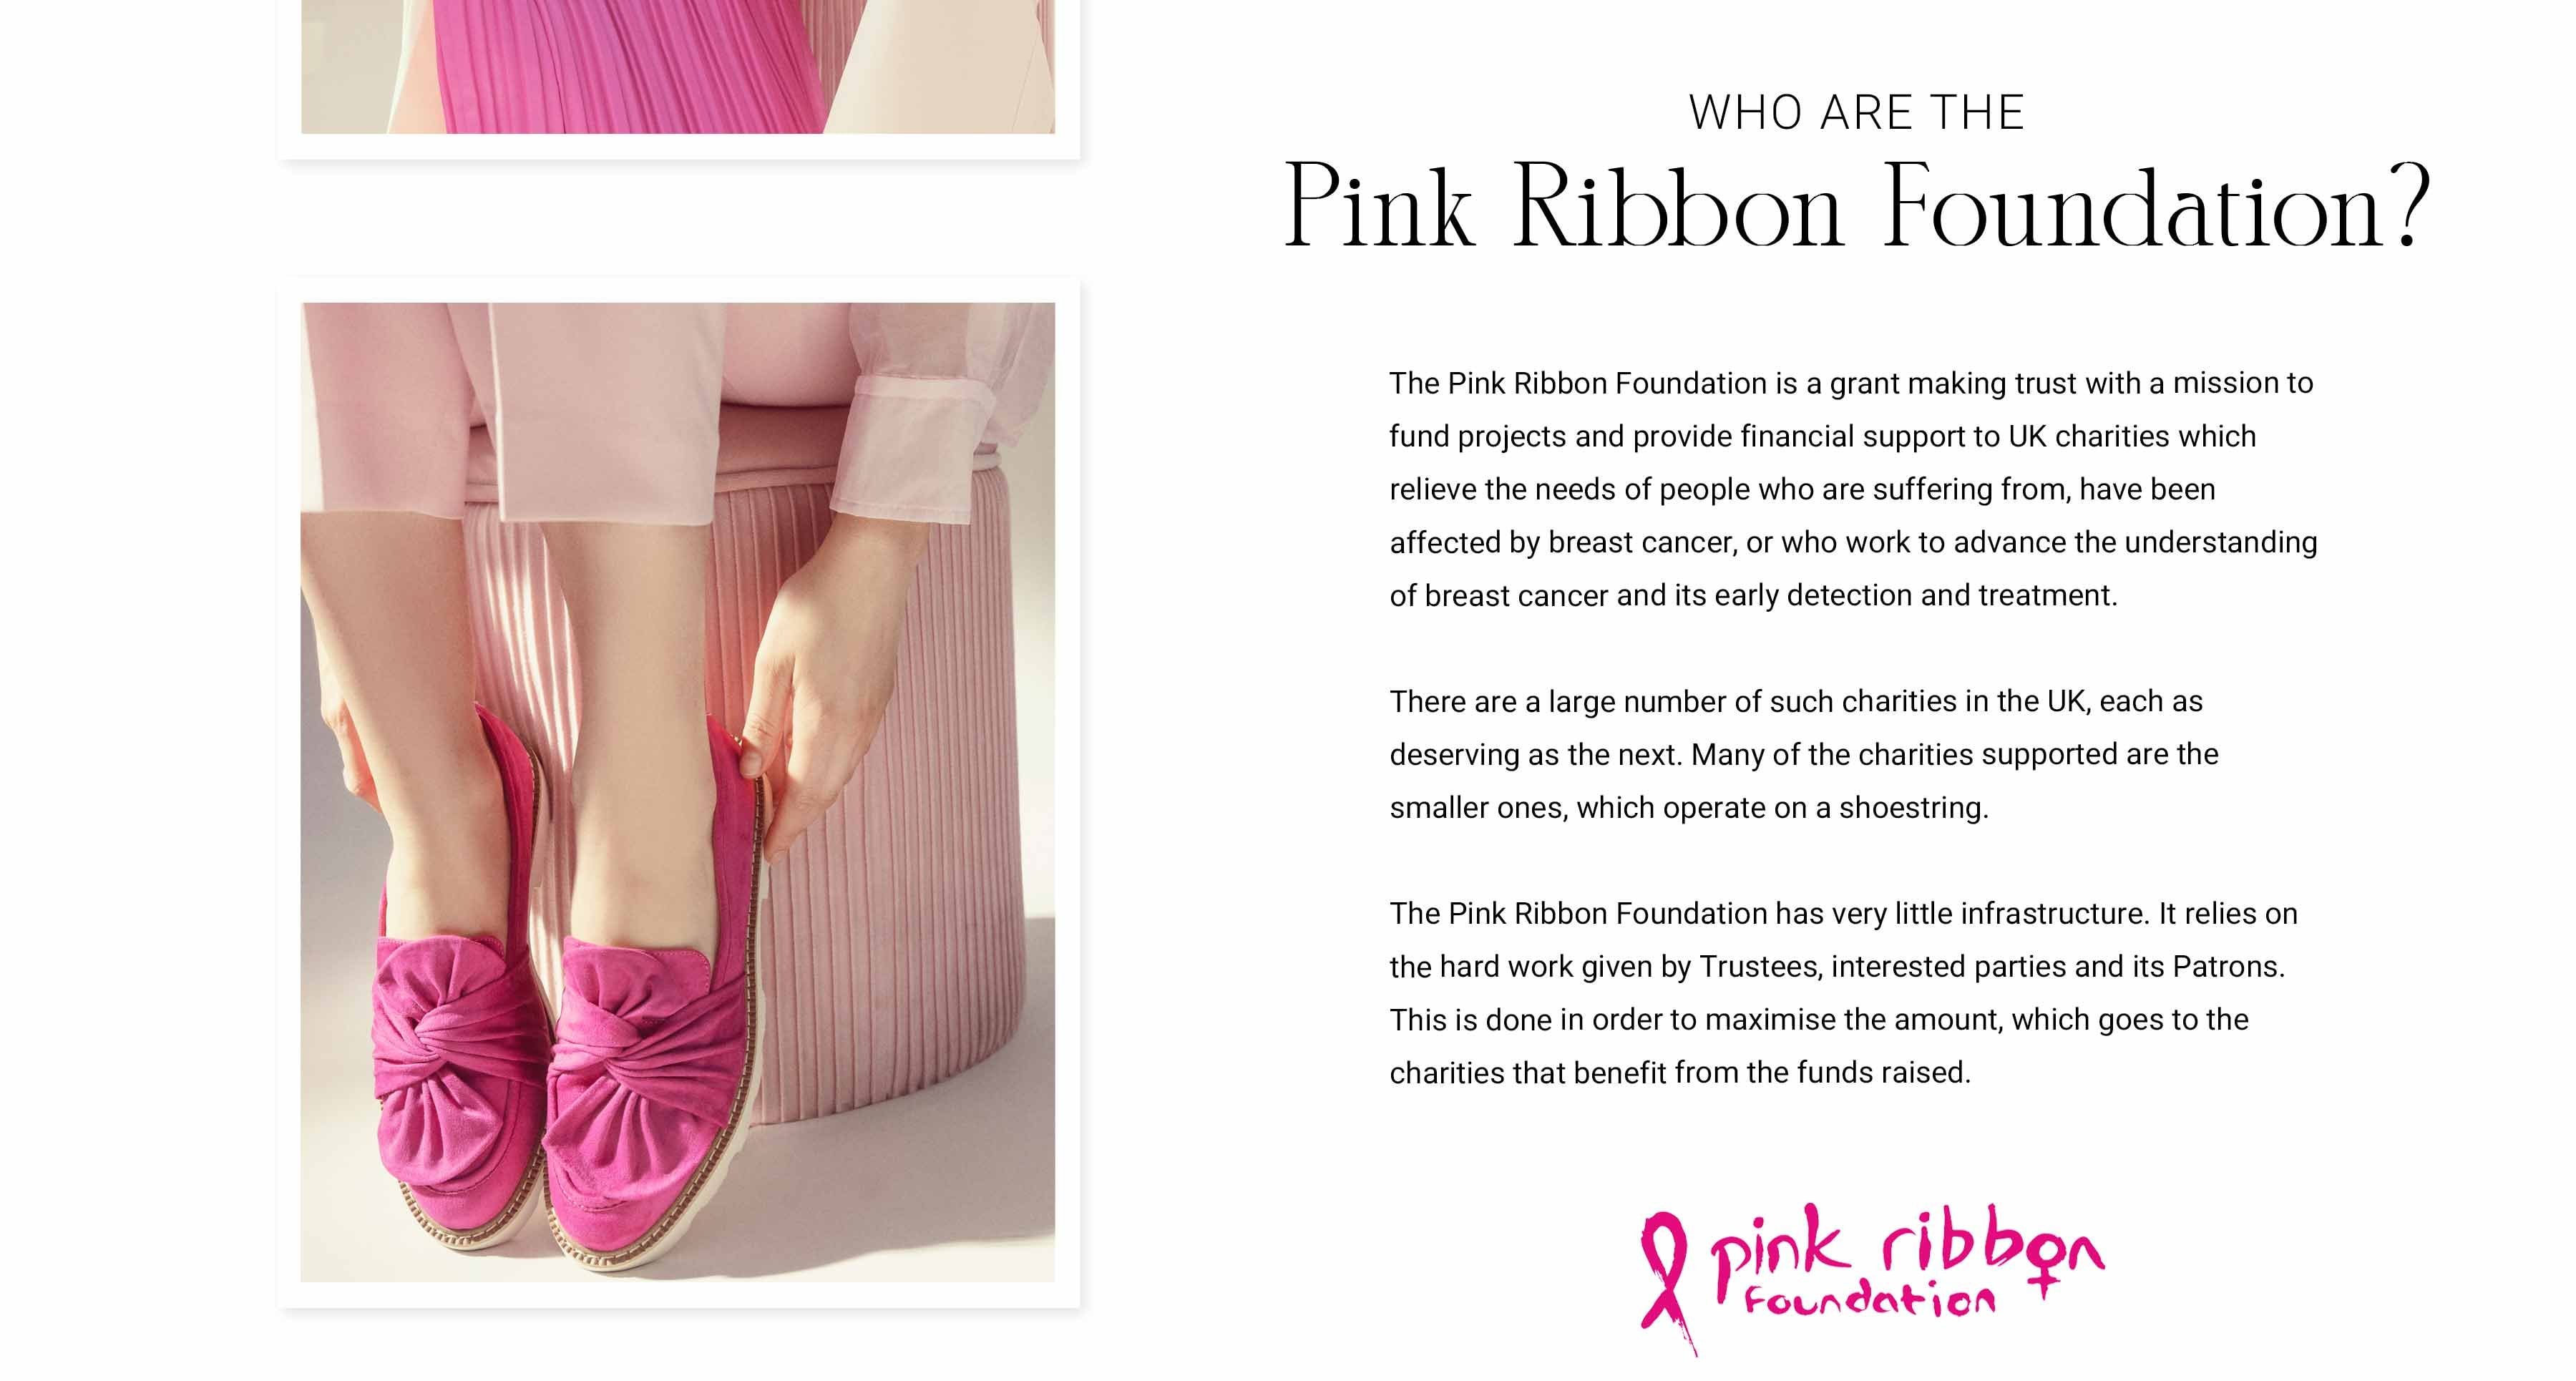 WHO ARE THE
Pink Ribbon Foundation?
The Pink Ribbon Foundation is a grant making trust with a mission to
fund projects and provide financial support to UK charities which
relieve the needs of people who are suffering from, have been
affected by breast cancer, or who work to advance the understanding
of breast cancer and its early detection and treatment.
There are a large number of such charities in the UK, each as
deserving as the next. Many of the charities supported are the
smaller ones, which operate on a shoestring.
The Pink Ribbon Foundation has very little infrastructure. It relies on
the hard work given by Trustees, interested parties and its Patrons.
This is done in order to maximise the amount, which goes to the
charities that benefit from the funds raised.
pink ribbon
Foundation